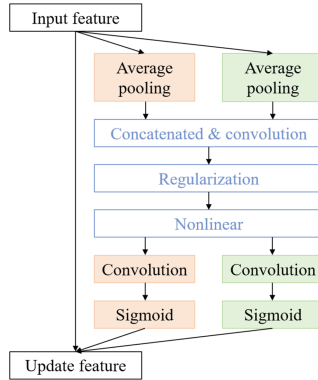 Input feature
Average Average
pooling pooling
Concatenated & convolution
Regularization
Nonlinear
Convolution Convolution
Sigmoid Sigmoid
Update feature